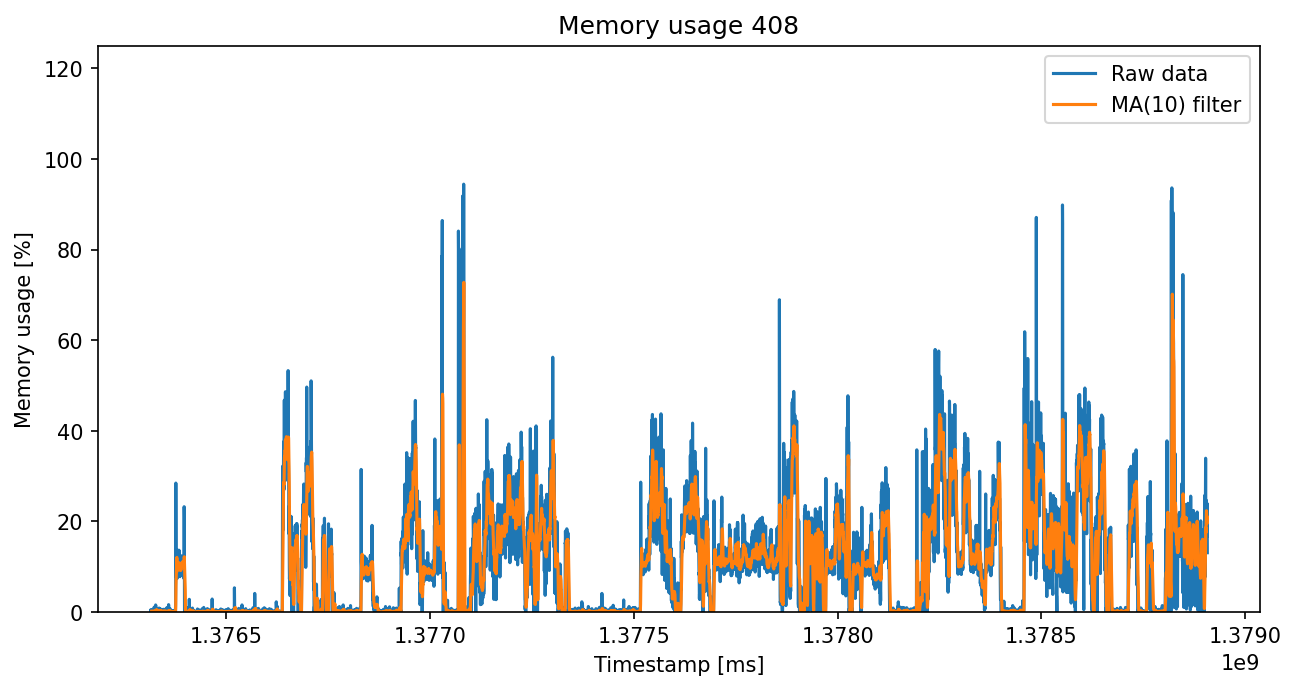 Memory usage 408
Raw data
MA(10) filter
Memory usage [%]
120
100
80
60
40
20
0
1.3765 1.3770 1.3775 1.3780 1.3785 1.3790
1e9
Timestamp [ms]